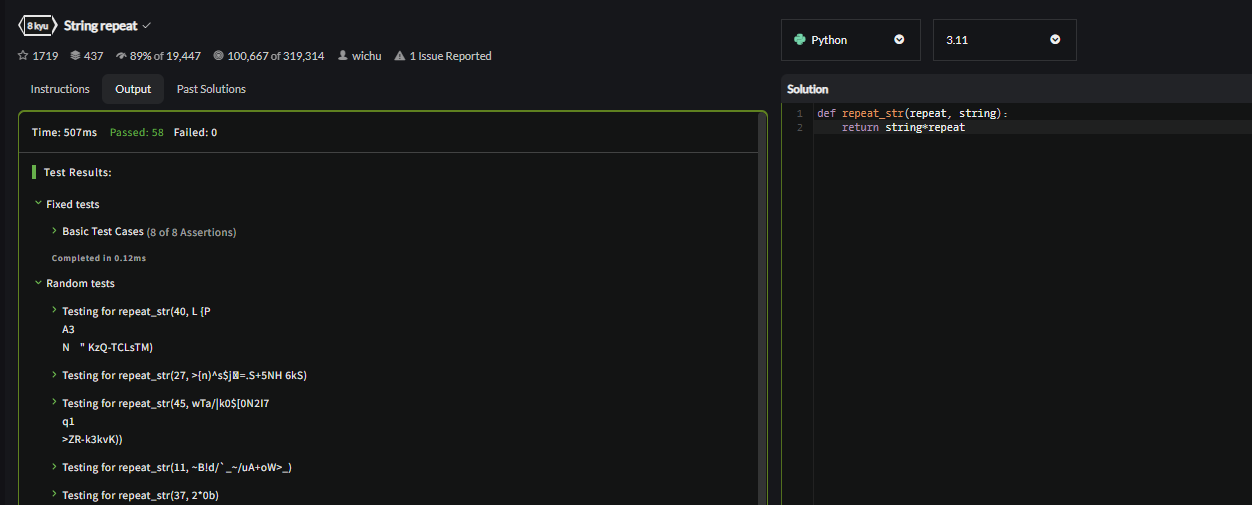 8 kyu String repeat
1719 437 89% of 19,447 100,667 of 319,314 wichu 1 Issue Reported
Python 3.11
Instructions Output Past Solutions
Time: 507ms Passed: 58 Failed: 0
Test Results:
Fixed tests
Basic Test Cases (8 of 8 Assertions)
Completed in 0.12ms
Random tests
Testing for repeat_str(40, L {P
A3
N " KzQ-TCLsTM)
Testing for repeat_str(27, >{n)^s$j=.S+5NH 6kS)
Testing for repeat_str(45, wTa/|k0$[0N2I7
q1
>ZR-k3kvK))
Testing for repeat_str(11, ~B!d/`_~/uA+oW>_)
Testing for repeat_str(37, 2*0b)
Solution
1 def repeat_str(repeat, string):
2 return string*repeat